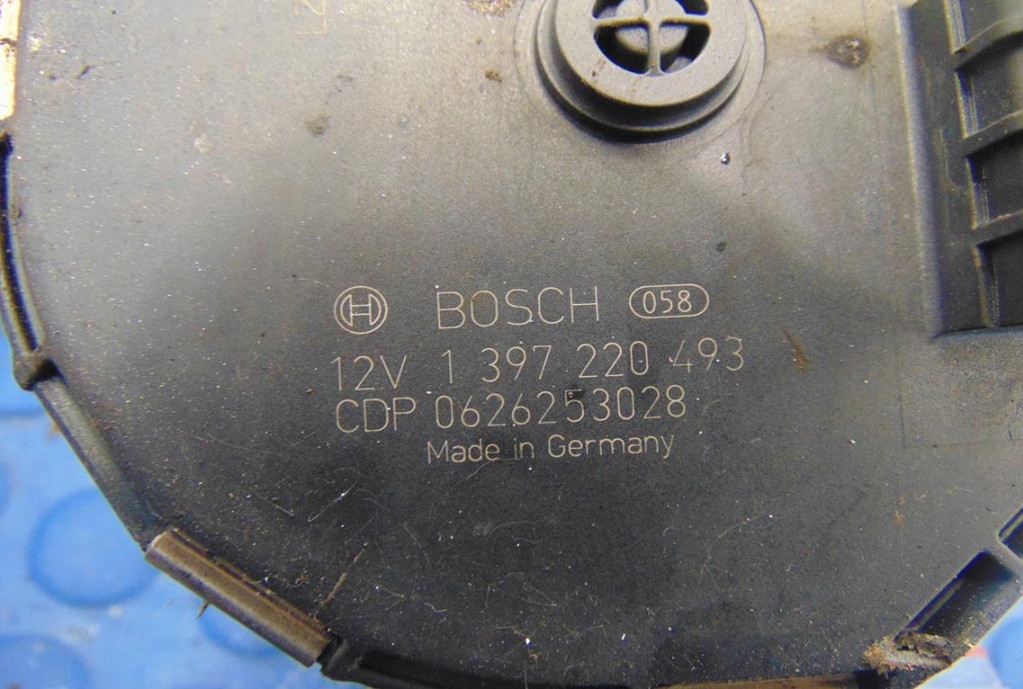 BOSCH 058
12V 1 397 220 493
CDP 0626253028
Made in Germany